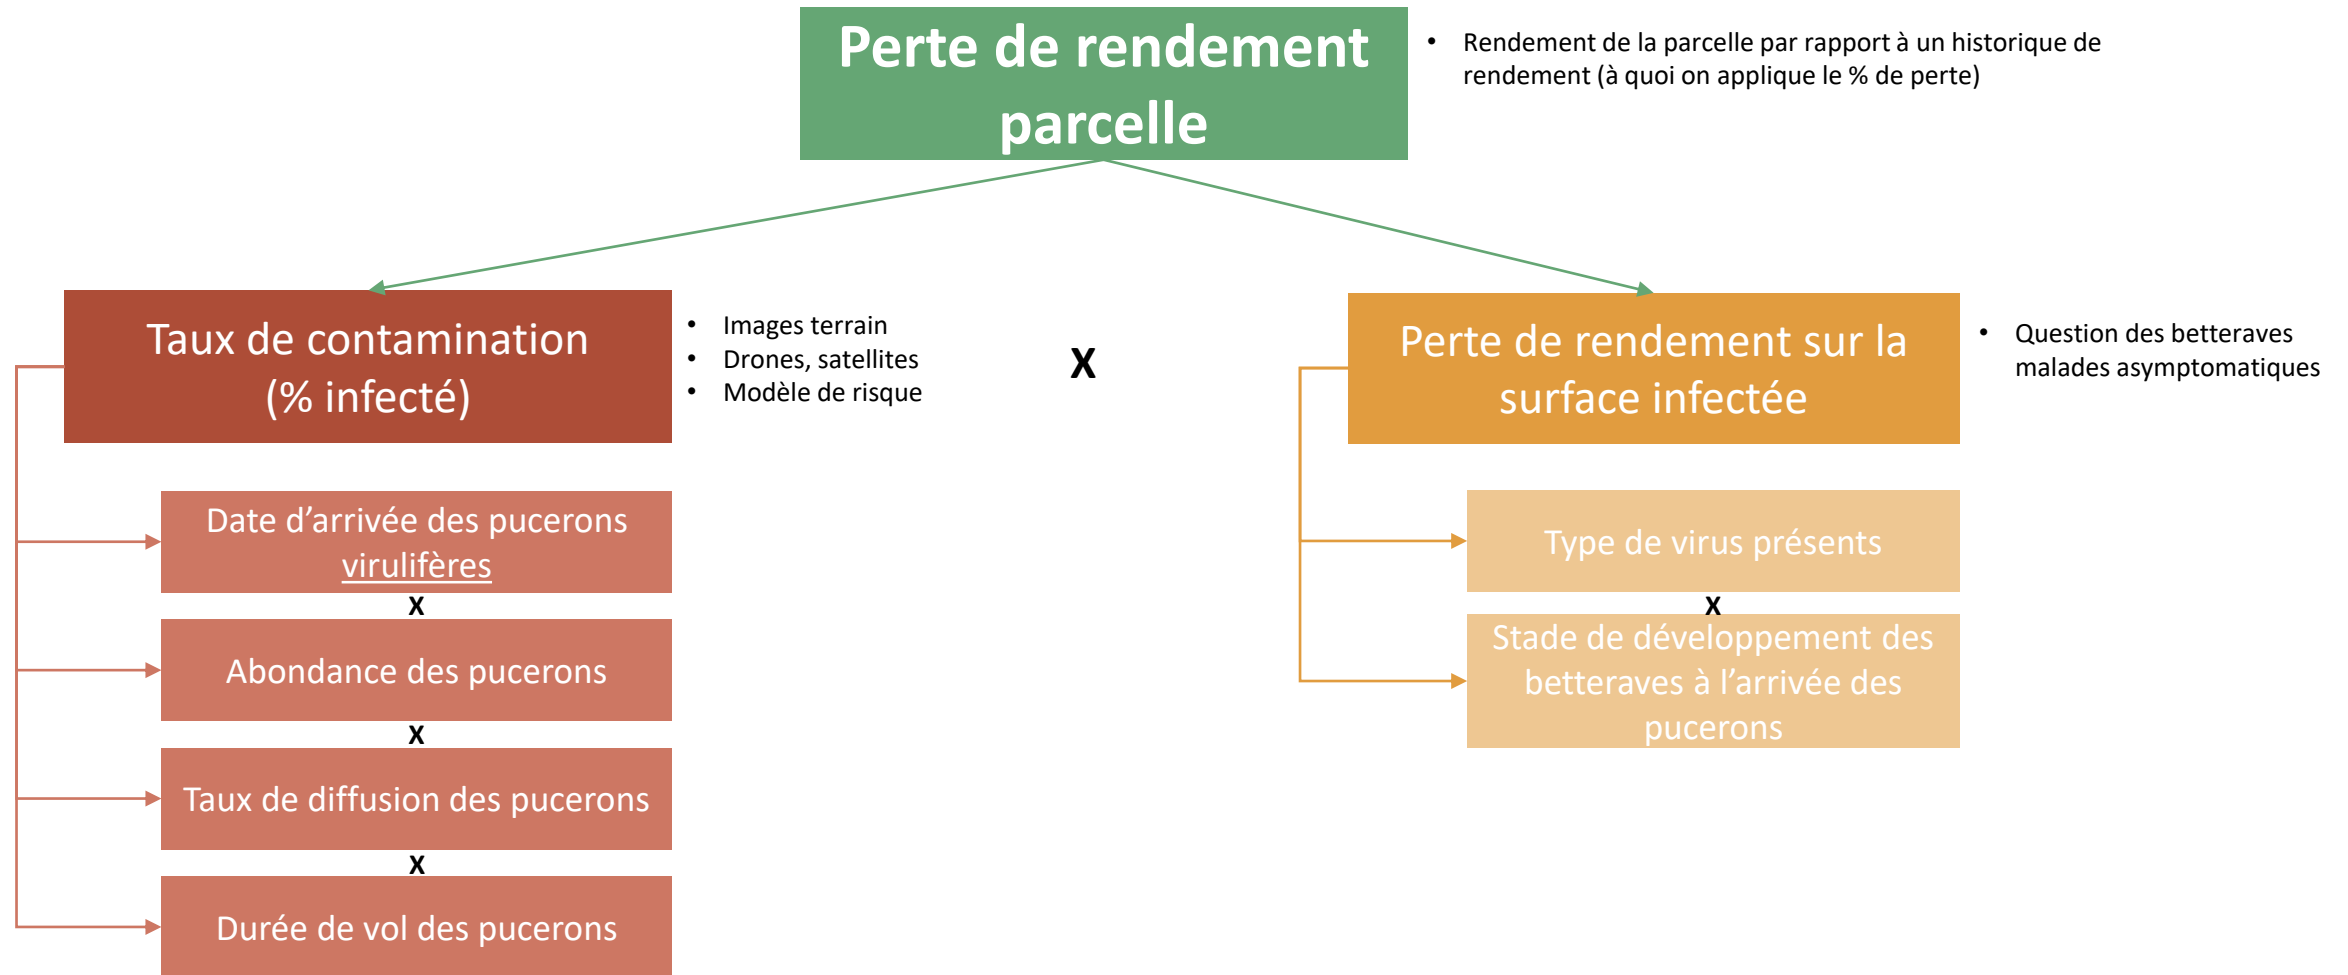 Perte de rendement
parcelle
• Rendement de la parcelle par rapport à un historique de
rendement (à quoi on applique le % de perte)
Taux de contamination
(% infecté)
• Images terrain
• Drones, satellites
• Modèle de risque
X
Perte de rendement sur la
surface infectée
• Question des betteraves
malades asymptomatiques
Date d’arrivée des pucerons
virulifères
X
Abondance des pucerons
X
Taux de diffusion des pucerons
X
Durée de vol des pucerons
Type de virus présents
X
Stade de développement des
betteraves à l’arrivée des
pucerons